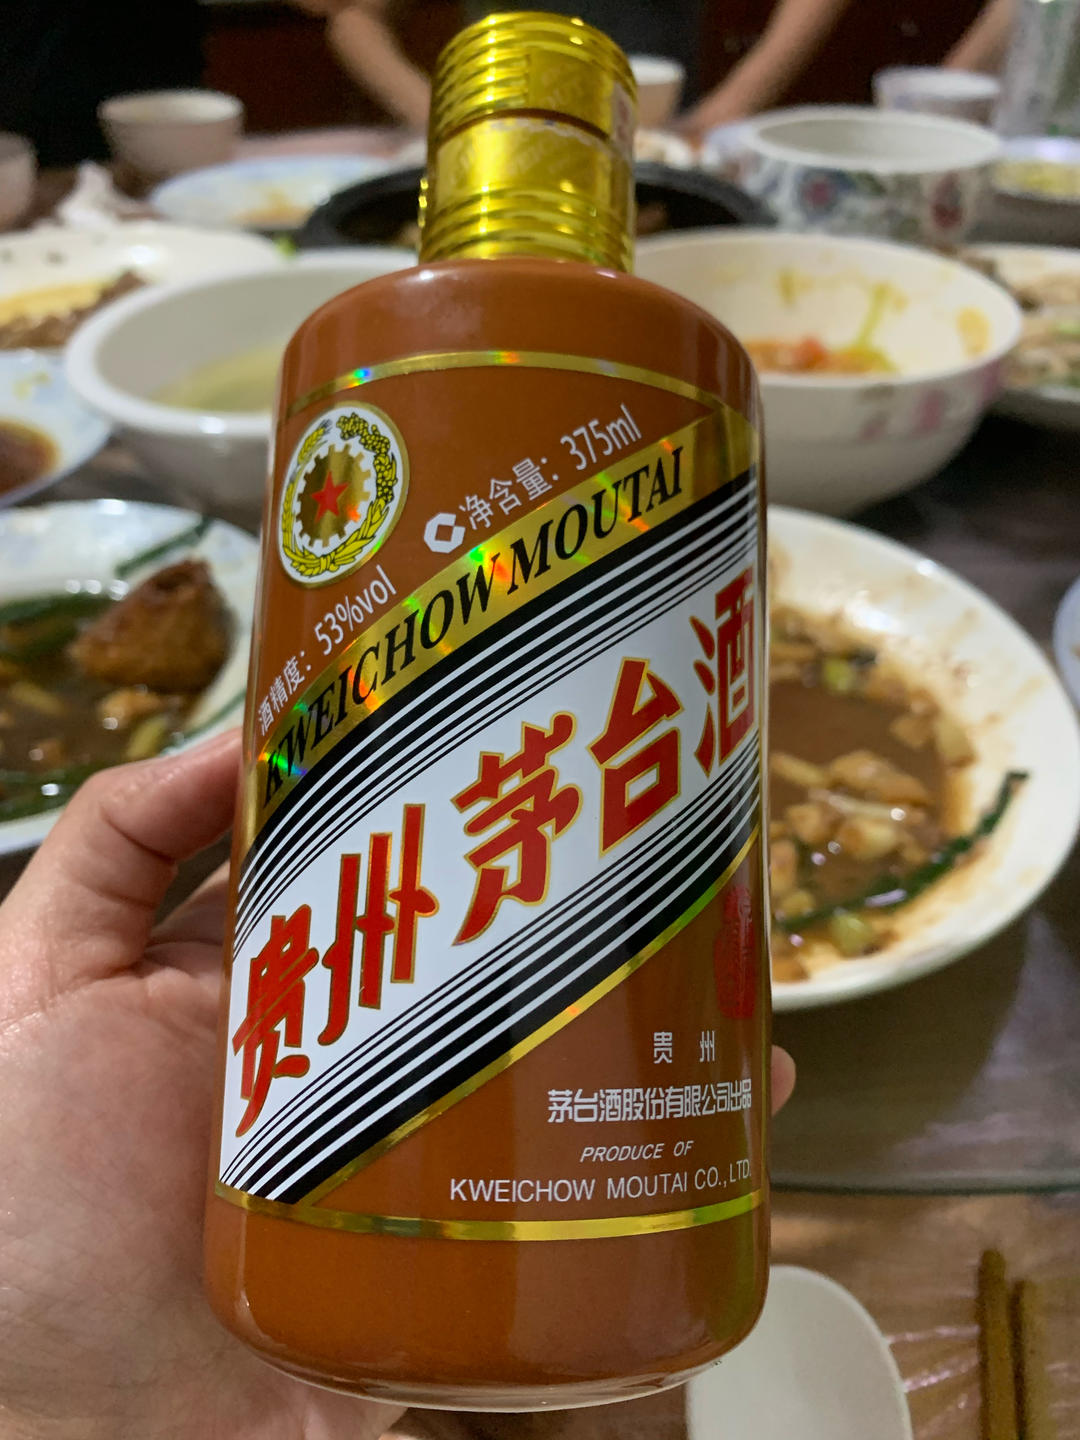 净含量：375ml
酒精度：53%vol
KWEICHOW MOUTAI
贵州茅台酒
贵 州
茅台酒股份有限公司出品
PRODUCE OF
KWEICHOW MOUTAI CO.,LTD.